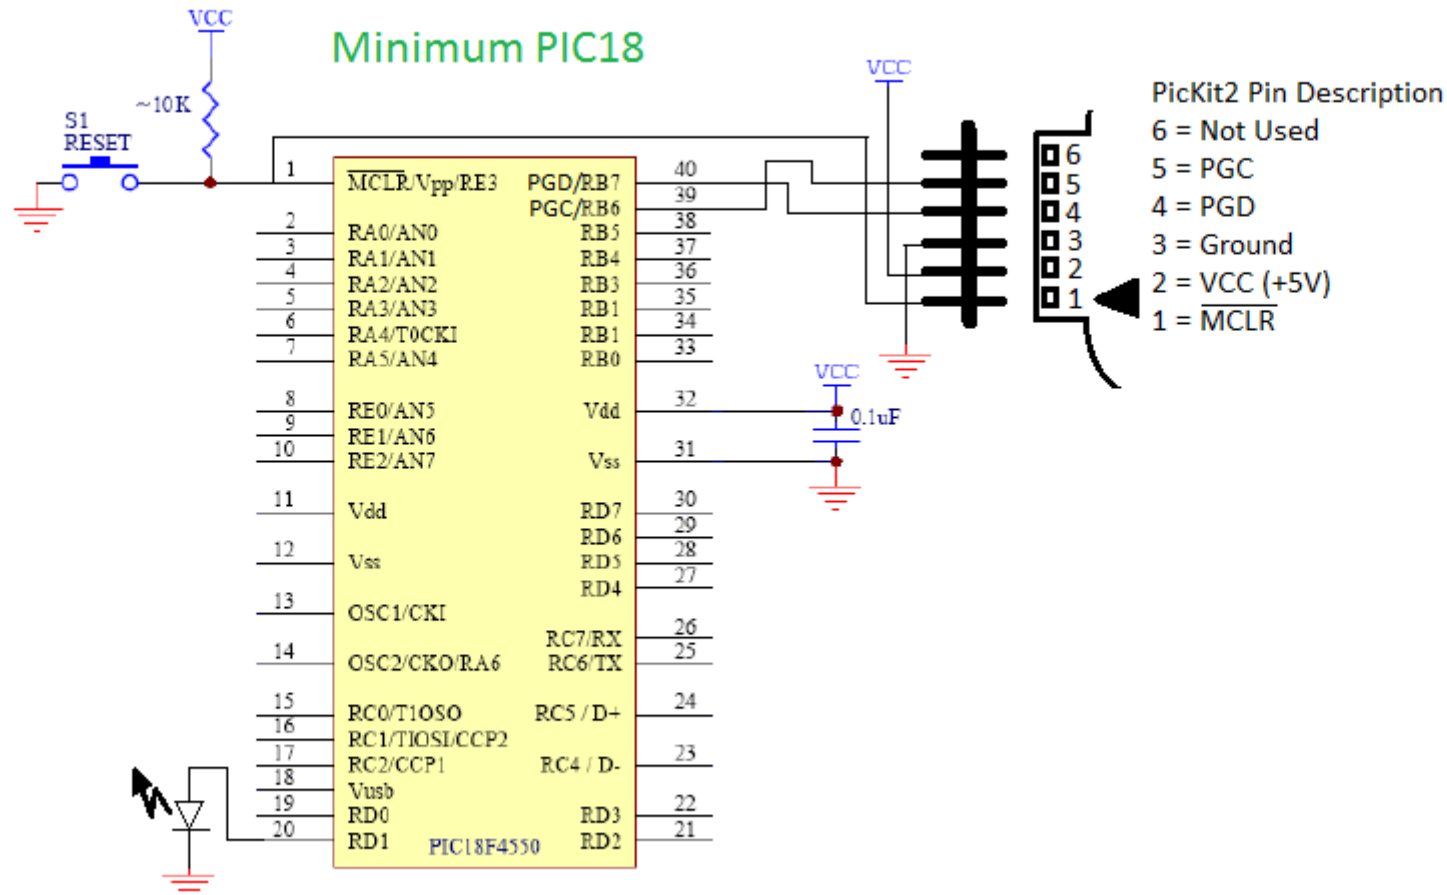 Minimum PIC18
VCC
~10K
S1
RESET
VCC
PicKit2 Pin Description
6 = Not Used
5 = PGC
4 = PGD
3 = Ground
2 = VCC (+5V)
1 = MCLR
6
5
4
3
2
1
1 MCLR/Vpp/RE3
2 RA0/AN0
3 RA1/AN1
4 RA2/AN2
5 RA3/AN3
6 RA4/T0CKI
7 RA5/AN4
8 RE0/AN5
9 RE1/AN6
10 RE2/AN7
11 Vdd
12 Vss
13 OSC1/CKI
14 OSC2/CKO/RA6
15 RC0/T1OSO
16 RC1/TIOSI/CCP2
17 RC2/CCP1
18 Vusb
19 RD0
20 RD1
PGD/RB7 40
PGC/RB6 39
RB5 38
RB4 37
RB3 36
RB1 35
RB1 34
RB0 33
Vdd 32
Vss 31
RD7 30
RD6 29
RD5 28
RD4 27
RC7/RX 26
RC6/TX 25
RC5 / D+ 24
RC4 / D- 23
RD3 22
RD2 21
PIC18F4550
VCC
0.1uF